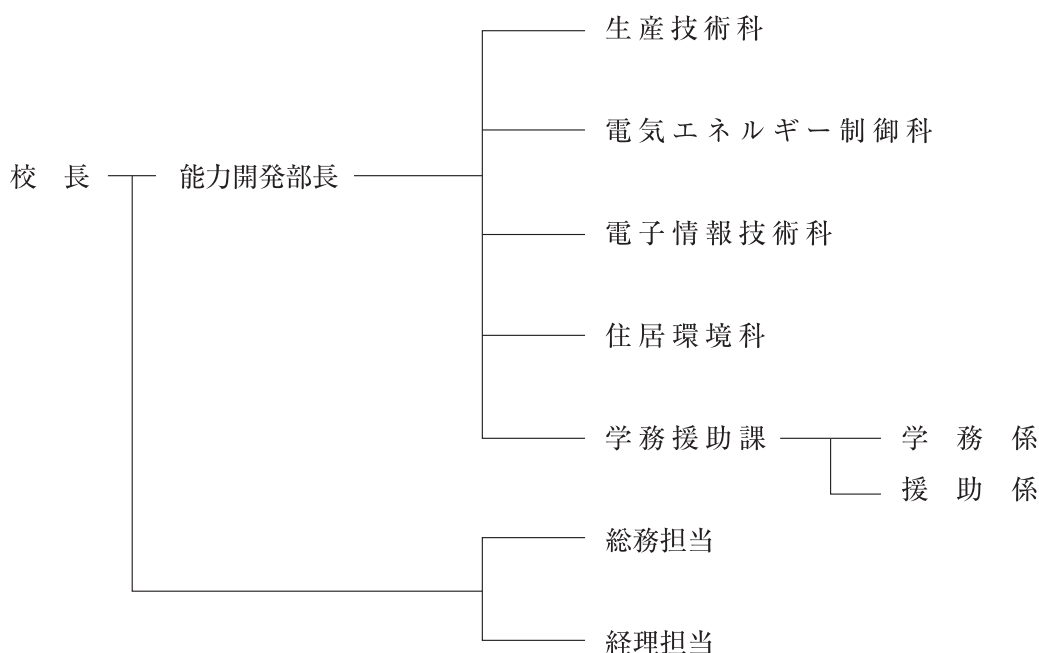 生産技術科
電気エネルギー制御科
校長
能力開発部長
電子情報技術科
住居環境科
学務援助課
学務係
援助係
総務担当
経理担当